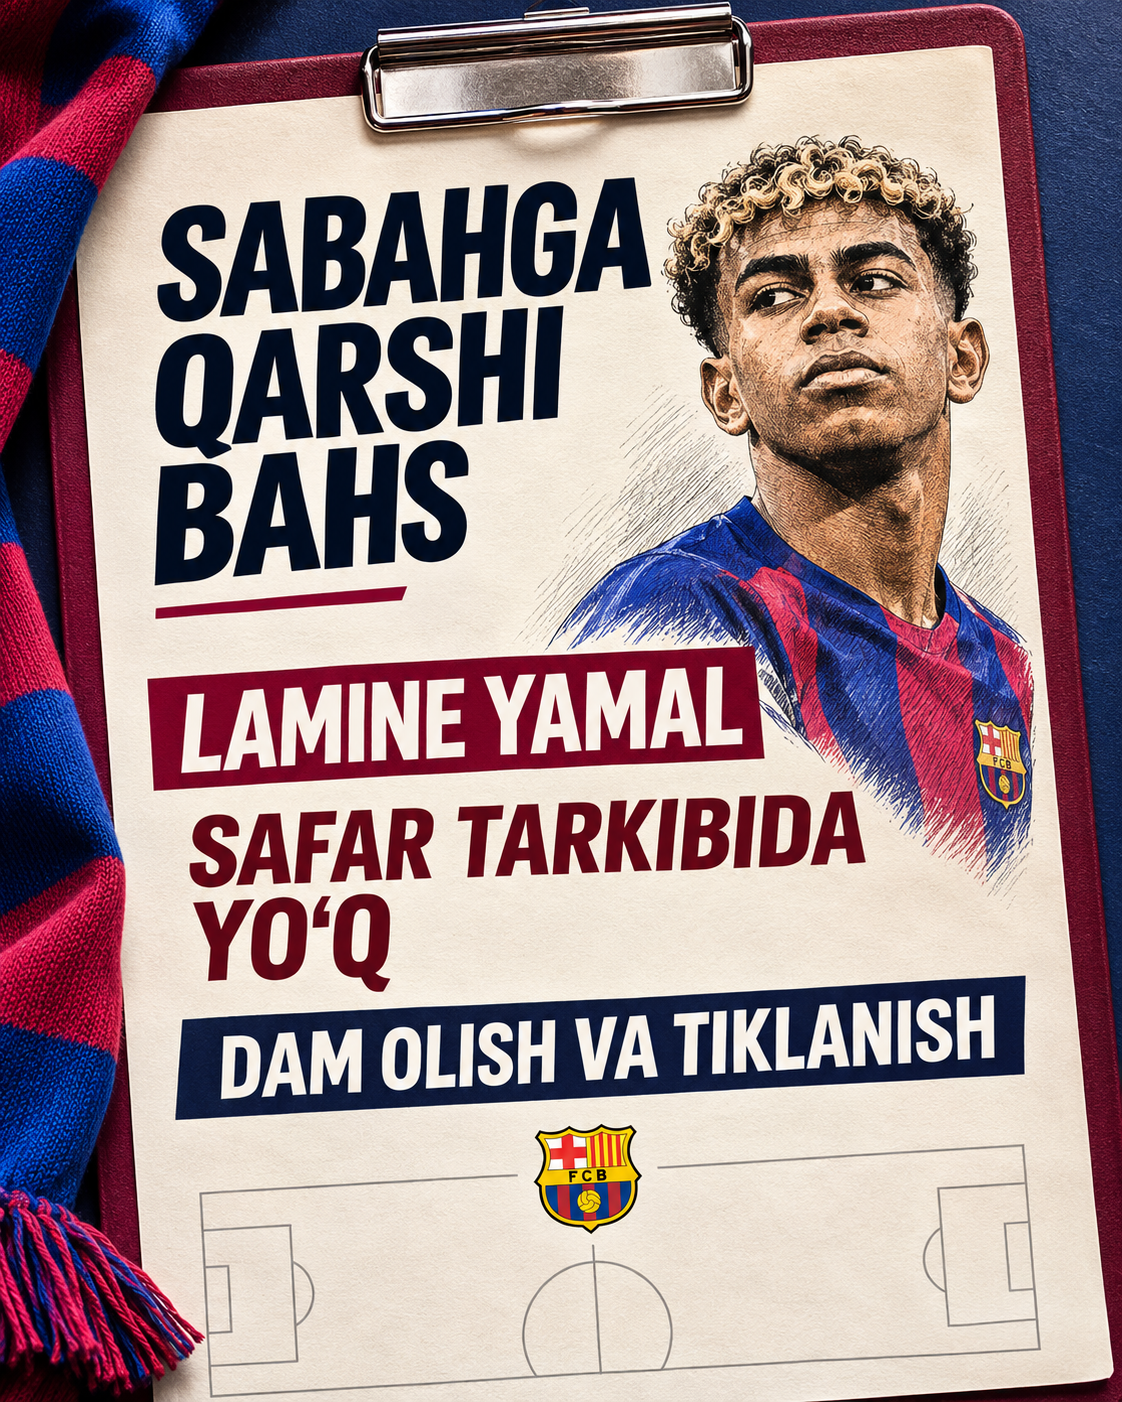 SABAHGA
QARSHI
BAHS
LAMINE YAMAL
SAFAR TARKIBIDA
YO‘Q
DAM OLISH VA TIKLANISH
FCB
FCB